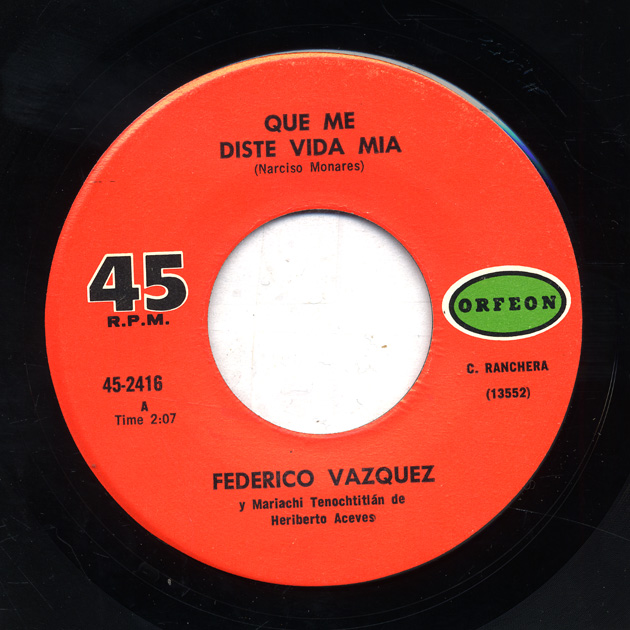 QUE ME
DISTE VIDA MIA
(Narciso Monares)
45
R.P.M.
ORFEON
45-2416
A
Time 2:07
C. RANCHERA
(13552)
FEDERICO VAZQUEZ
y Mariachi Tenochtitlán de
Heriberto Aceves